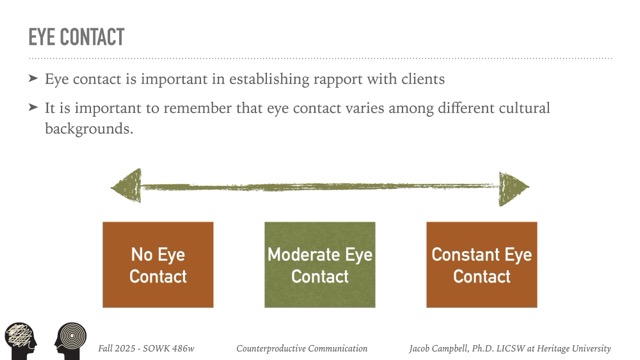 EYE CONTACT
➤ Eye contact is important in establishing rapport with clients
➤ It is important to remember that eye contact varies among different cultural
backgrounds.
No Eye
Contact
Moderate Eye
Contact
Constant Eye
Contact
Fall 2025 - SOWK 486w
Counterproductive Communication
Jacob Campbell, Ph.D. LICSW at Heritage University